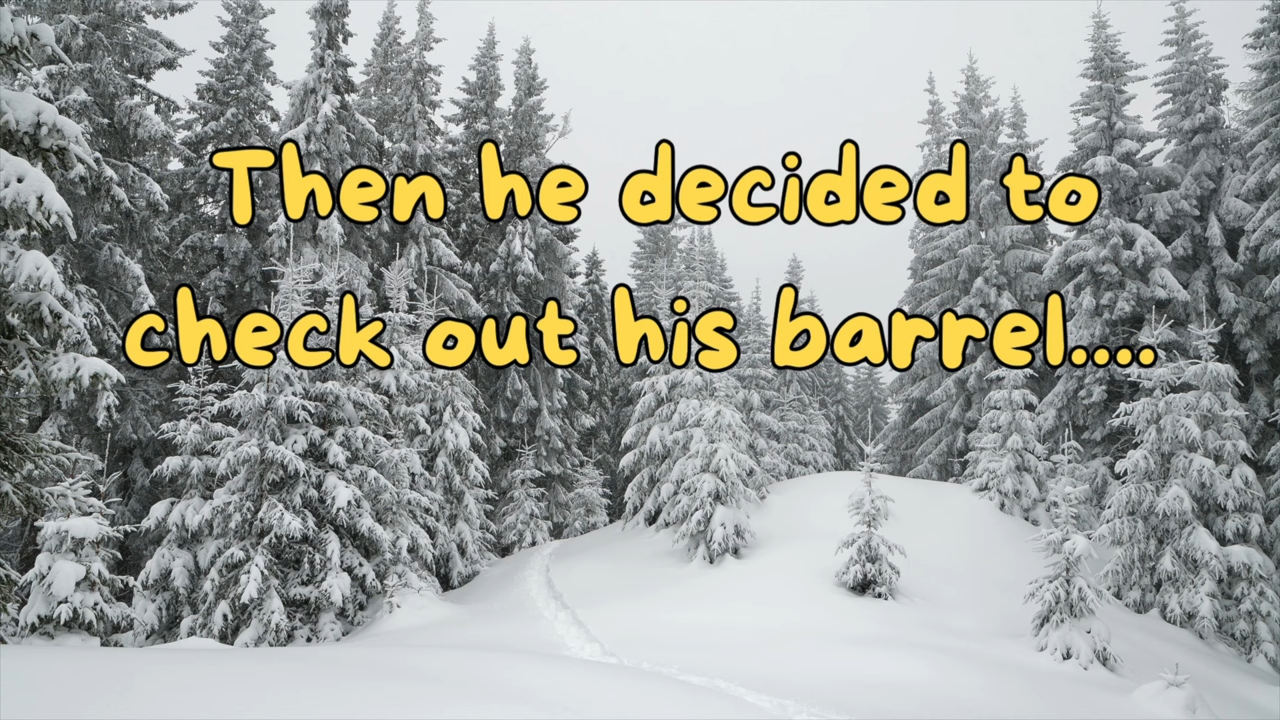 Then he decided to
check out his barrel....